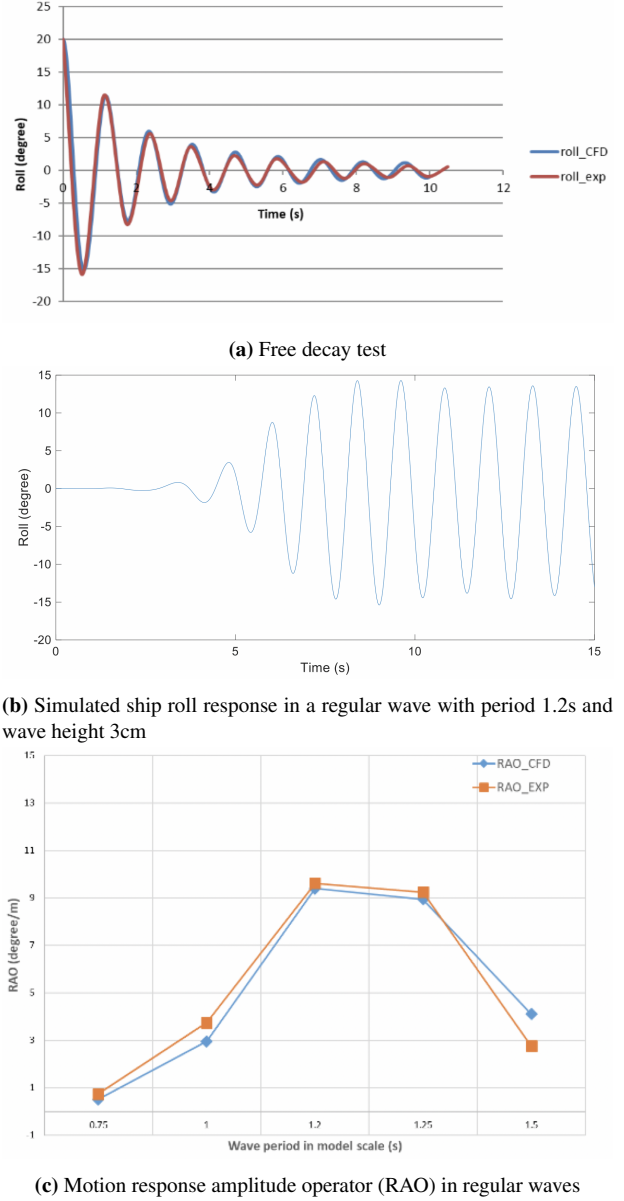 25
20
15
10
5
0
-5
-10
-15
-20
Roll (degree)
0 2 4 6 8 10 12
Time (s)
roll_CFD
roll_exp
(a) Free decay test
15
10
5
0
-5
-10
-15
-20
Roll (degree)
0 5 10 15
Time (s)
(b) Simulated ship roll response in a regular wave with period 1.2s and
wave height 3cm
RAO_CFD
RAO_EXP
15
13
11
9
7
5
3
1
-1
RAO (degree/m)
0.75 1 1.2 1.25 1.5
Wave period in model scale (s)
(c) Motion response amplitude operator (RAO) in regular waves